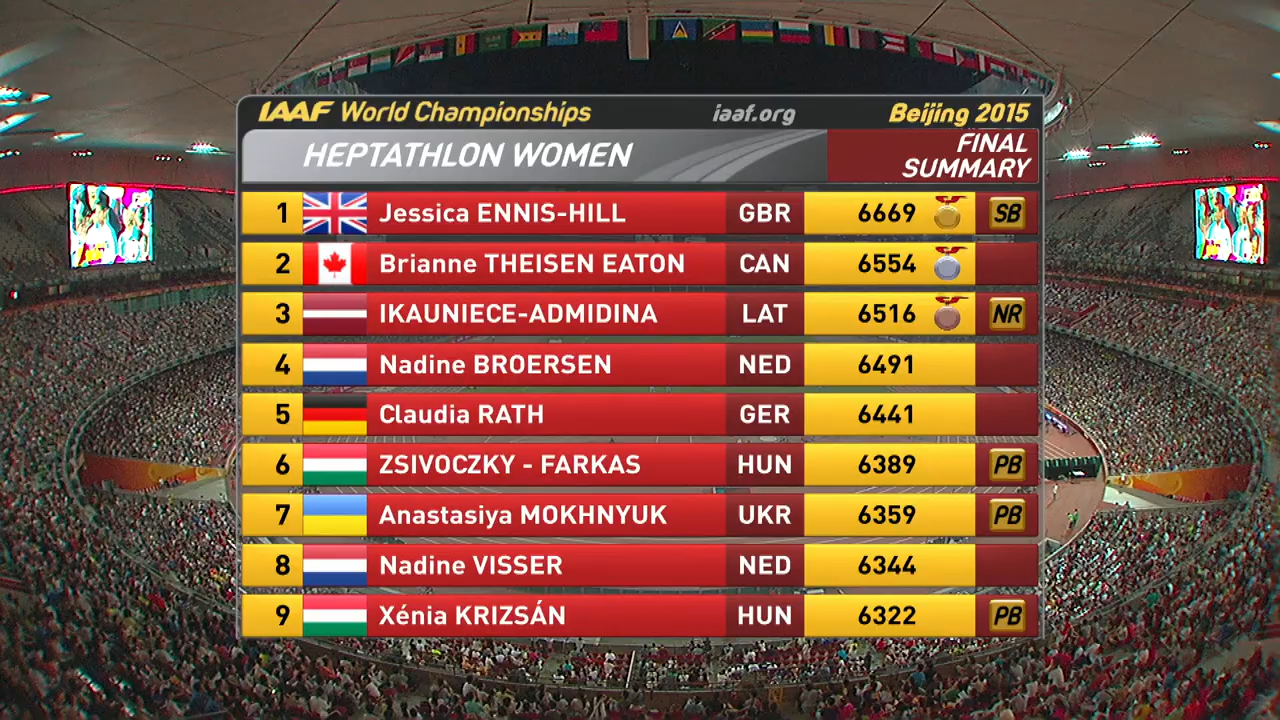 IAAF World Championships iaaf.org Beijing 2015
HEPTATHLON WOMEN FINAL SUMMARY
1 Jessica ENNIS-HILL GBR 6669 SB
2 Brianne THEISEN EATON CAN 6554
3 IKAUNIECE-ADMIDINA LAT 6516 NR
4 Nadine BROERSEN NED 6491
5 Claudia RATH GER 6441
6 ZSIVOCZKY - FARKAS HUN 6389 PB
7 Anastasiya MOKHNYUK UKR 6359 PB
8 Nadine VISSER NED 6344
9 Xénia KRIZSÁN HUN 6322 PB